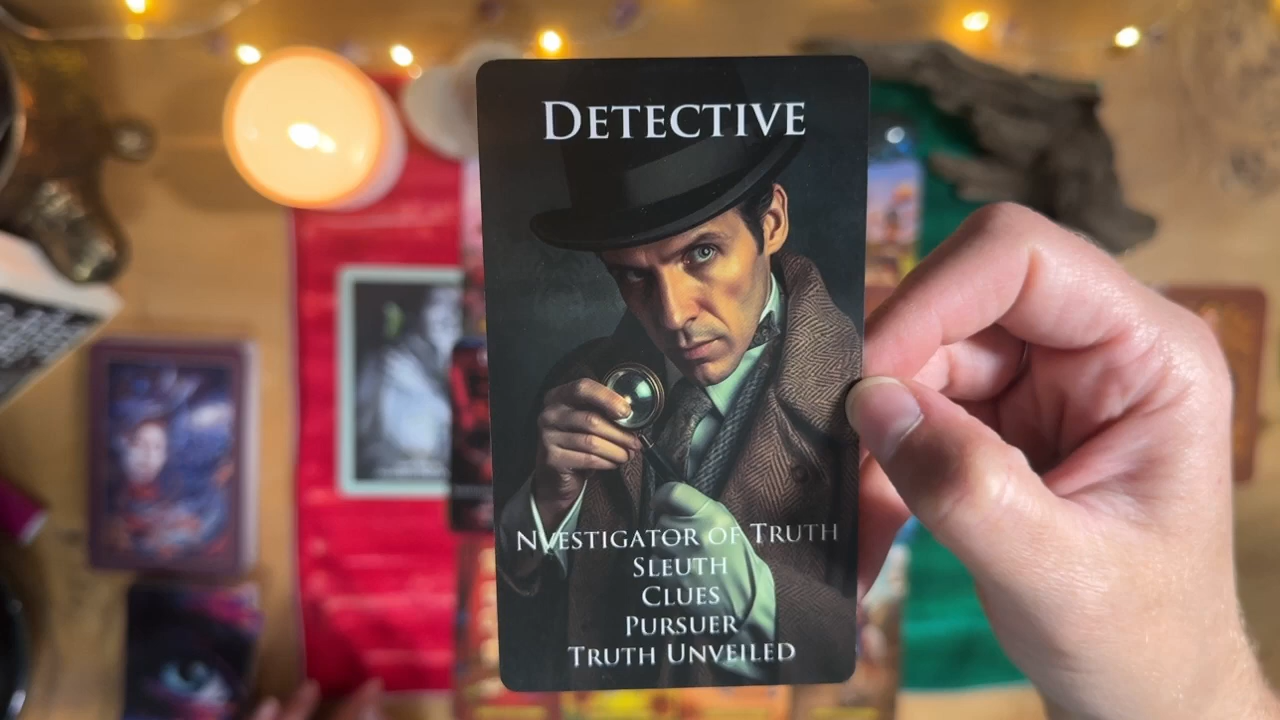 DETECTIVE
NVESTIGATOR OF TRUTH
SLEUTH
CLUES
PURSUER
TRUTH UNVEILED